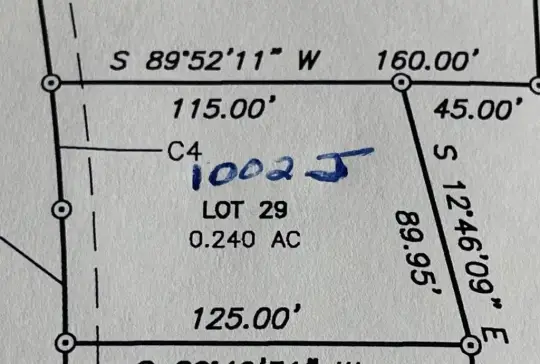 S 89°52'11" W 160.00'
115.00'
45.00'
C4
1002 J
LOT 29
0.240 AC
S 12°46'09" E
89.95'
125.00'